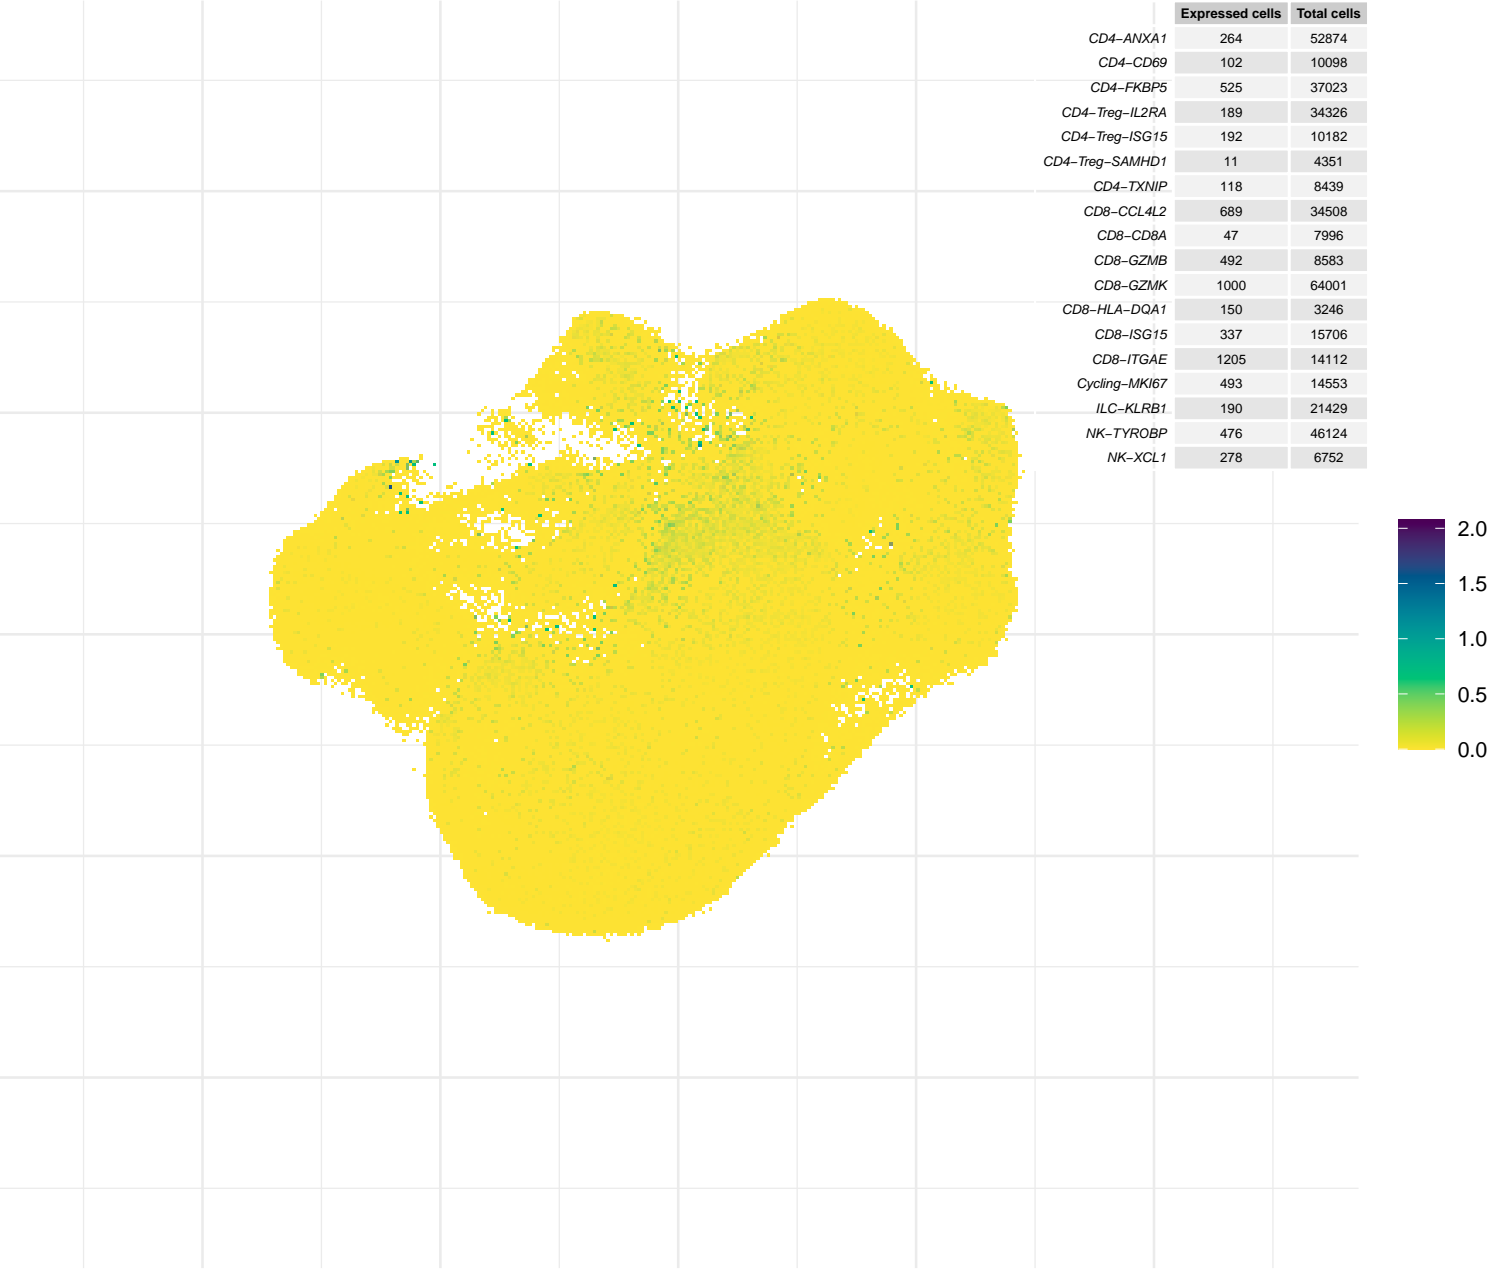 Expressed cells Total cells
CD4−ANXA1 264 52874
CD4−CD69 102 10098
CD4−FKBP5 525 37023
CD4−Treg−IL2RA 189 34326
CD4−Treg−ISG15 192 10182
CD4−Treg−SAMHD1 11 4351
CD4−TXNIP 118 8439
CD8−CCL4L2 689 34508
CD8−CD8A 47 7996
CD8−GZMB 492 8583
CD8−GZMK 1000 64001
CD8−HLA−DQA1 150 3246
CD8−ISG15 337 15706
CD8−ITGAE 1205 14112
Cycling−MKI67 493 14553
ILC−KLRB1 190 21429
NK−TYROBP 476 46124
NK−XCL1 278 6752
2.0
1.5
1.0
0.5
0.0